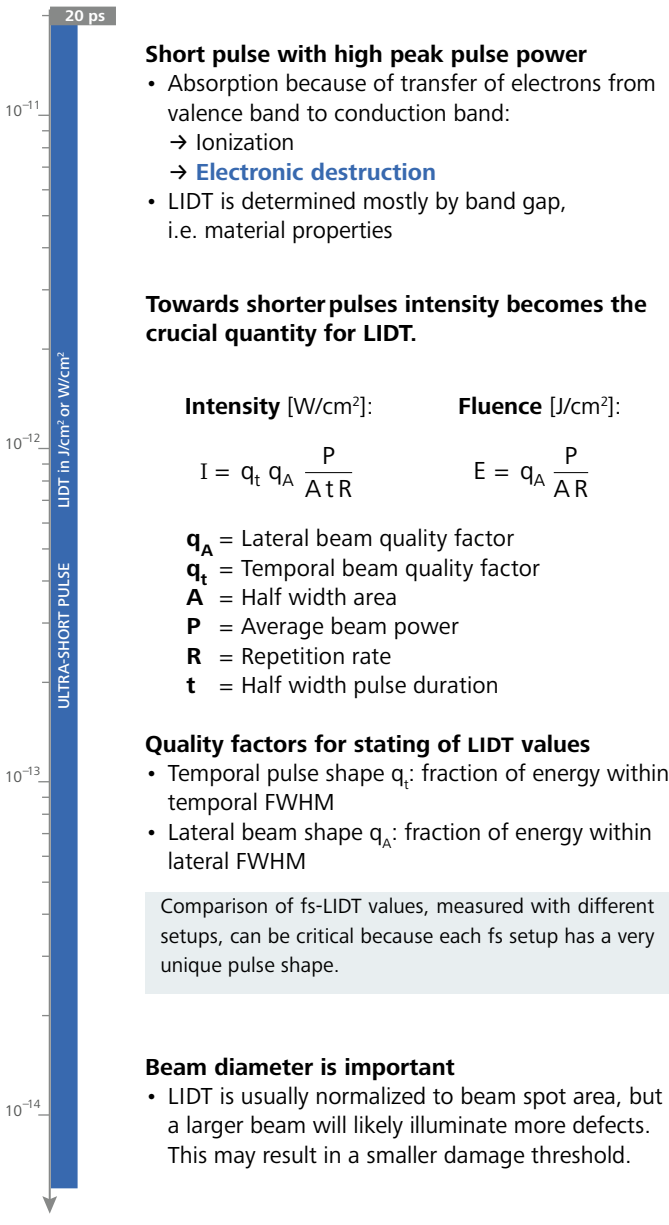 20 ps
10⁻¹¹
10⁻¹²
10⁻¹³
10⁻¹⁴
LIDT in J/cm² or W/cm²
ULTRA-SHORT PULSE
Short pulse with high peak pulse power
• Absorption because of transfer of electrons from
valence band to conduction band:
→ Ionization
→ Electronic destruction
• LIDT is determined mostly by band gap,
i.e. material properties
Towards shorter pulses intensity becomes the
crucial quantity for LIDT.
Intensity [W/cm²]: Fluence [J/cm²]:
I = qₜ q_A P / (A t R) E = q_A P / (A R)
q_A = Lateral beam quality factor
qₜ = Temporal beam quality factor
A = Half width area
P = Average beam power
R = Repetition rate
t = Half width pulse duration
Quality factors for stating of LIDT values
• Temporal pulse shape qₜ: fraction of energy within
temporal FWHM
• Lateral beam shape q_A: fraction of energy within
lateral FWHM
Comparison of fs-LIDT values, measured with different
setups, can be critical because each fs setup has a very
unique pulse shape.
Beam diameter is important
• LIDT is usually normalized to beam spot area, but
a larger beam will likely illuminate more defects.
This may result in a smaller damage threshold.